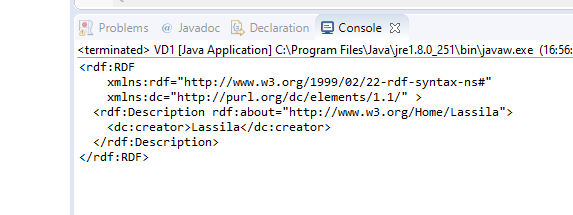 Problems @ Javadoc Declaration Console
<terminated> VD1 [Java Application] C:\Program Files\Java\jre1.8.0_251\bin\javaw.exe (16:56:
<rdf:RDF
    xmlns:rdf="http://www.w3.org/1999/02/22-rdf-syntax-ns#"
    xmlns:dc="http://purl.org/dc/elements/1.1/" >
  <rdf:Description rdf:about="http://www.w3.org/Home/Lassila">
    <dc:creator>Lassila</dc:creator>
  </rdf:Description>
</rdf:RDF>